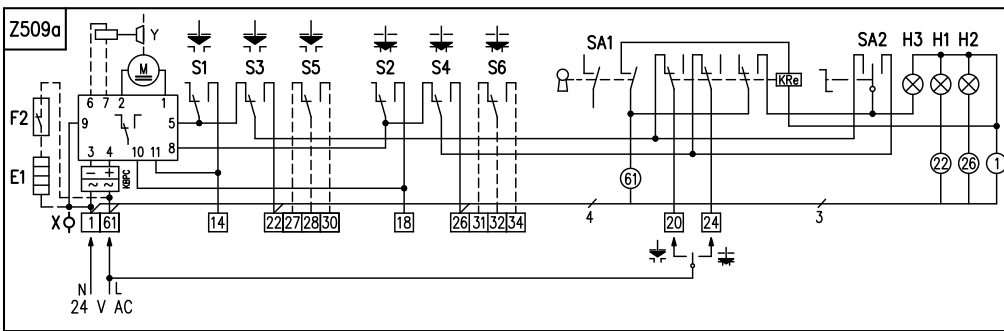 Z509a
Y
M
S1 S3 S5 S2 S4 S6
SA1 SA2 H3 H1 H2
KRe
6 7 2 1
F2
9 5
8
3 4 10 11
E1
− +
~ ~
KBPC
61 22 26 1
X 1 61 14 22 27 28 30 18 26 31 32 34 4 20 24 3
N L
24 V AC